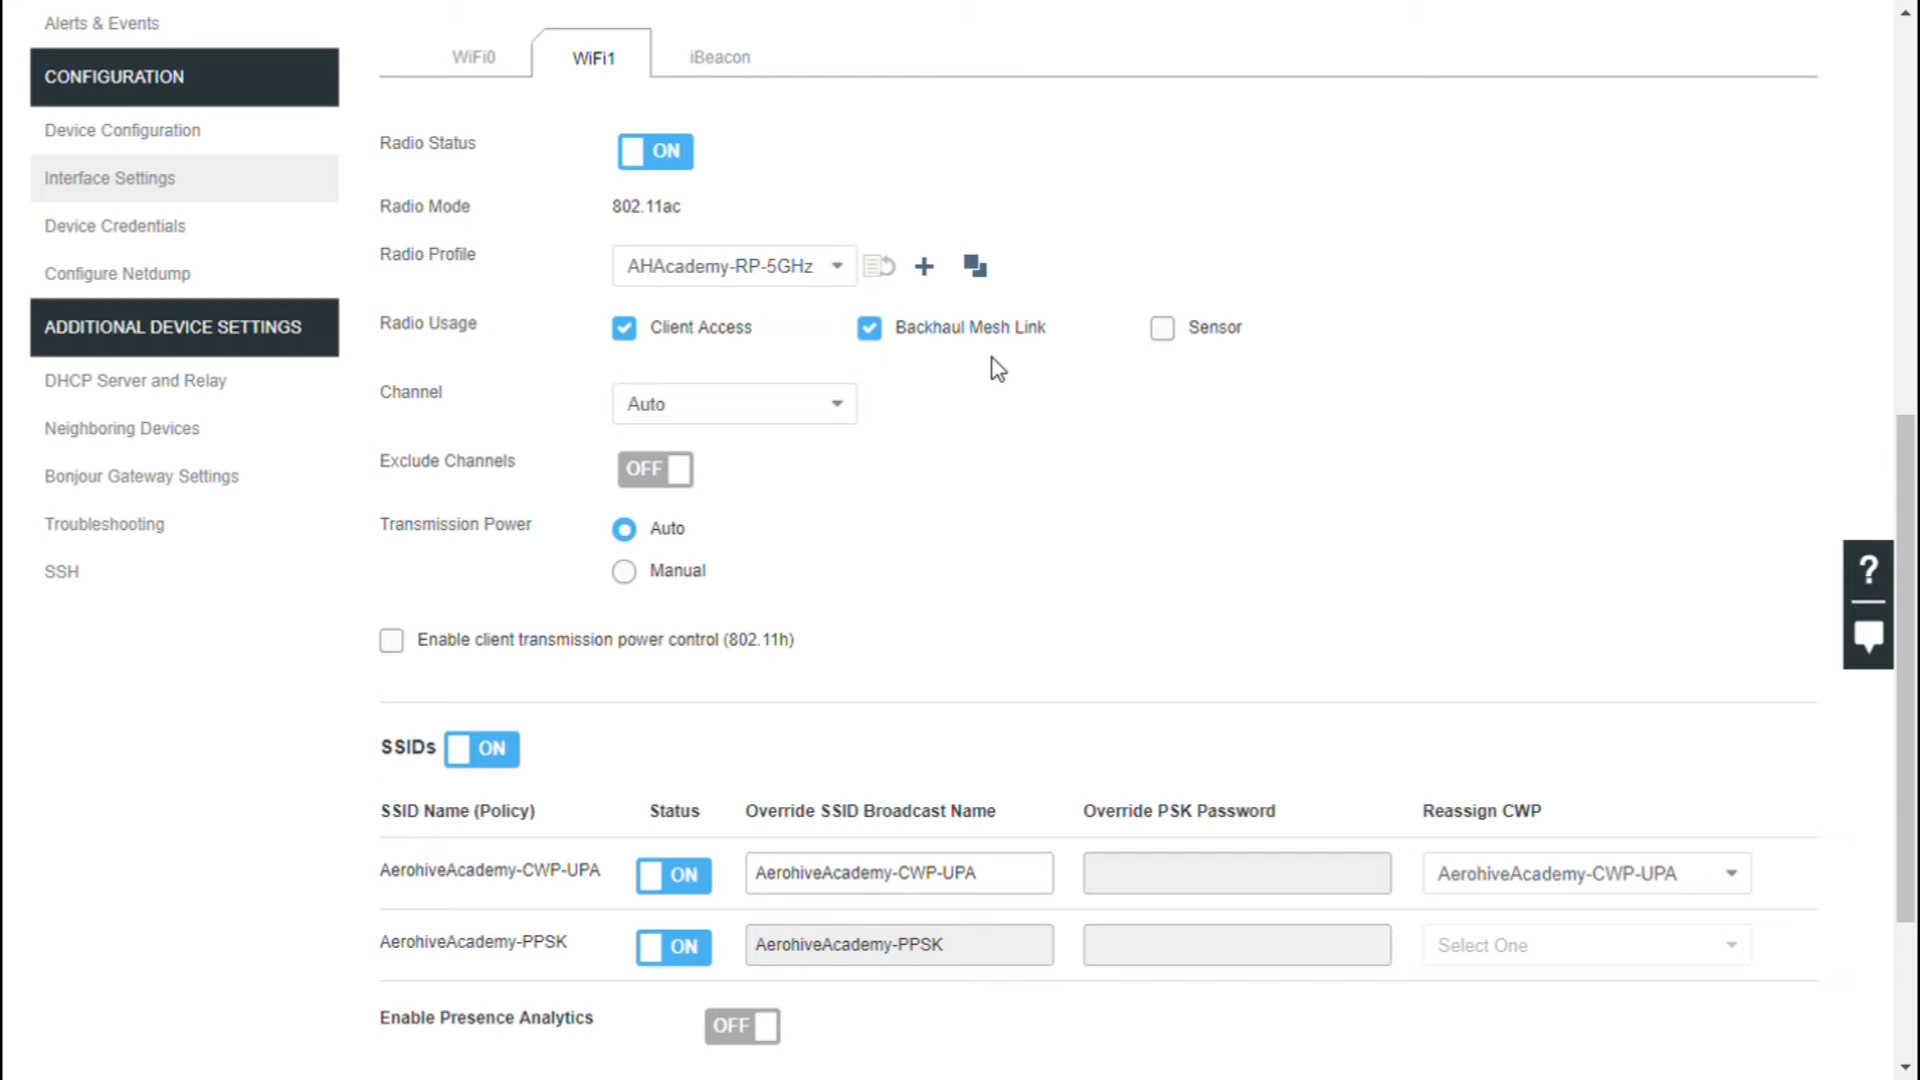 Alerts & Events
CONFIGURATION
Device Configuration
Interface Settings
Device Credentials
Configure Netdump
ADDITIONAL DEVICE SETTINGS
DHCP Server and Relay
Neighboring Devices
Bonjour Gateway Settings
Troubleshooting
SSH
WiFi0 WiFi1 iBeacon
Radio Status ON
Radio Mode 802.11ac
Radio Profile AHAcademy-RP-5GHz
Radio Usage Client Access Backhaul Mesh Link Sensor
Channel Auto
Exclude Channels OFF
Transmission Power Auto
Manual
Enable client transmission power control (802.11h)
SSIDs ON
SSID Name (Policy) Status Override SSID Broadcast Name Override PSK Password Reassign CWP
AerohiveAcademy-CWP-UPA ON AerohiveAcademy-CWP-UPA AerohiveAcademy-CWP-UPA
AerohiveAcademy-PPSK ON AerohiveAcademy-PPSK Select One
Enable Presence Analytics OFF
?